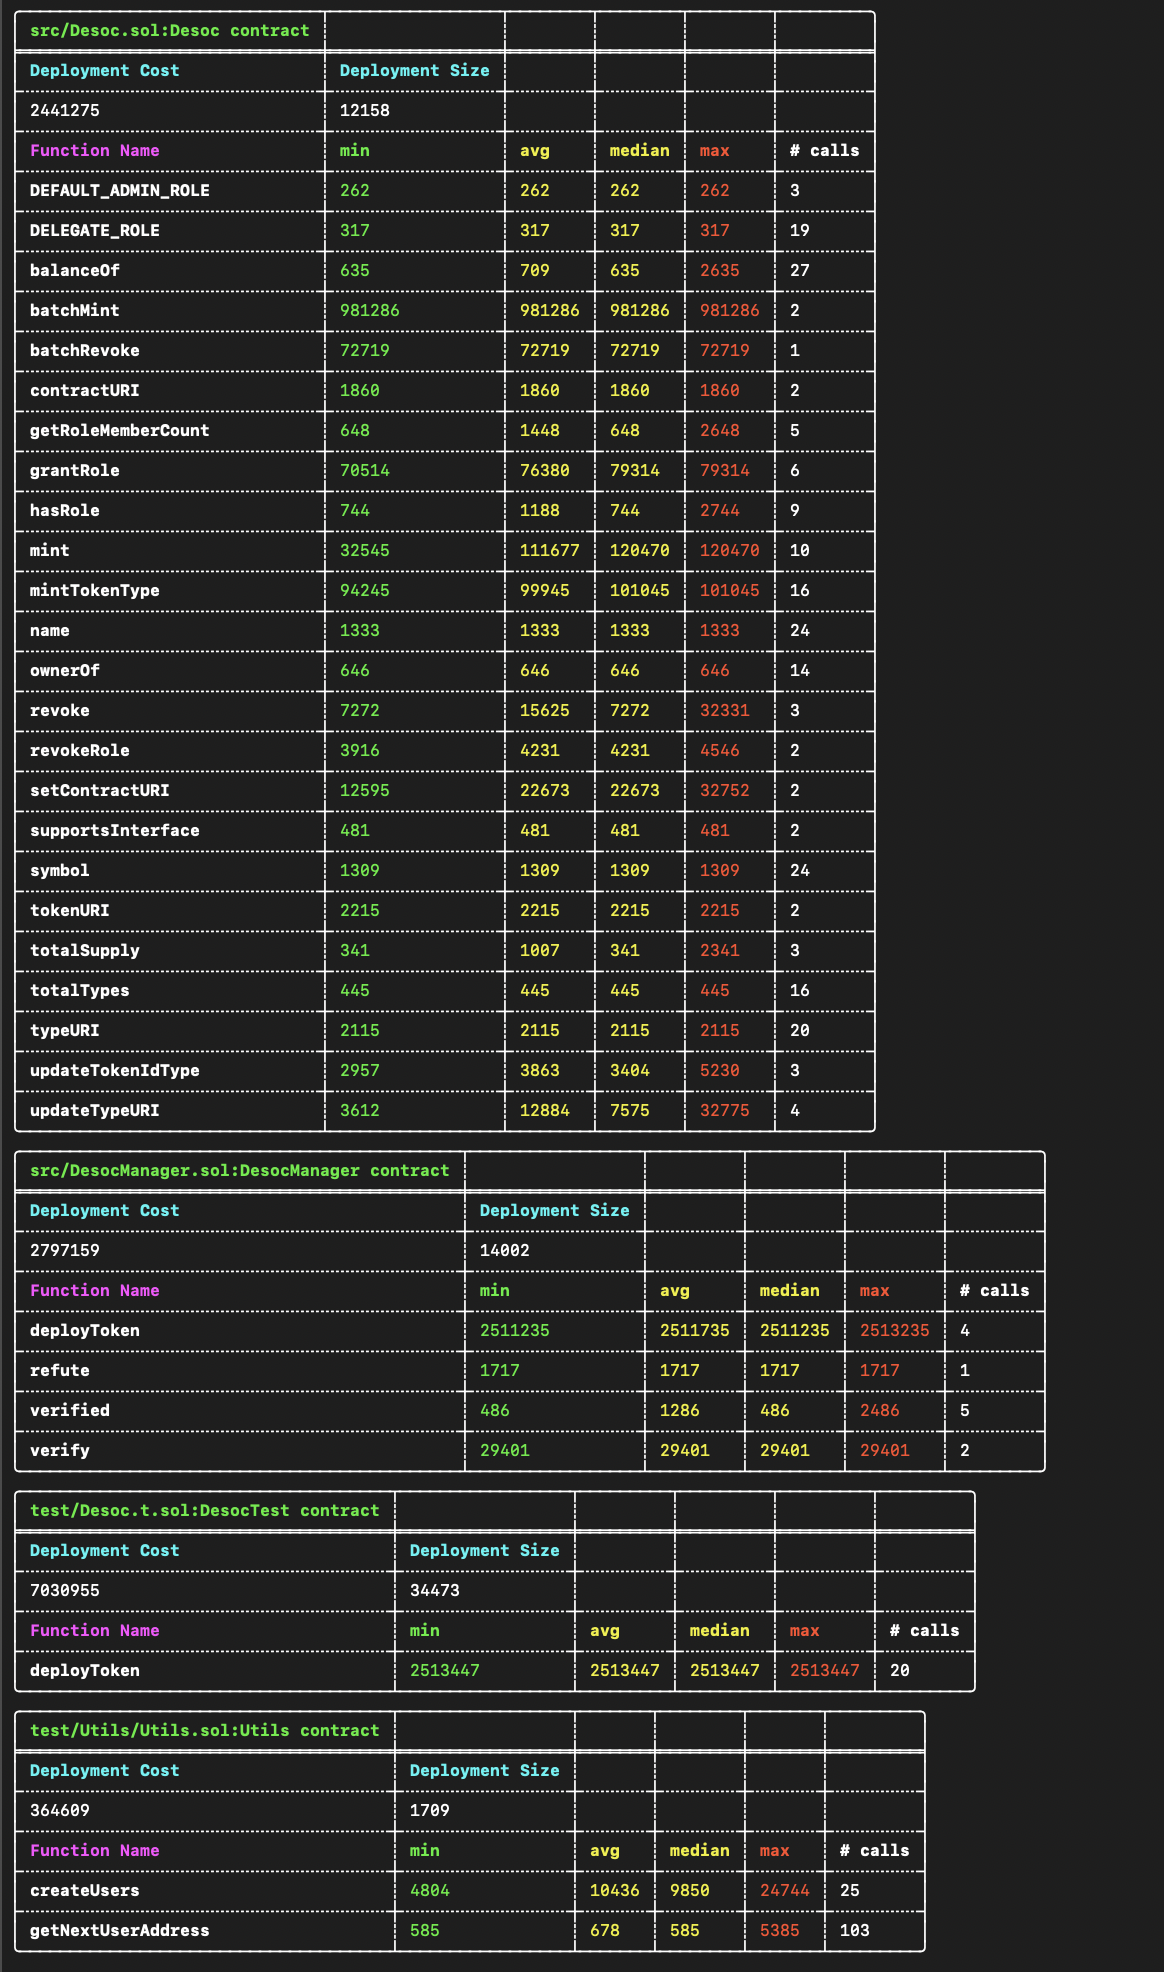 src/Desoc.sol:Desoc contract
Deployment Cost Deployment Size
2441275 12158
Function Name min avg median max # calls
DEFAULT_ADMIN_ROLE 262 262 262 262 3
DELEGATE_ROLE 317 317 317 317 19
balanceOf 635 709 635 2635 27
batchMint 981286 981286 981286 981286 2
batchRevoke 72719 72719 72719 72719 1
contractURI 1860 1860 1860 1860 2
getRoleMemberCount 648 1448 648 2648 5
grantRole 70514 76380 79314 79314 6
hasRole 744 1188 744 2744 9
mint 32545 111677 120470 120470 10
mintTokenType 94245 99945 101045 101045 16
name 1333 1333 1333 1333 24
ownerOf 646 646 646 646 14
revoke 7272 15625 7272 32331 3
revokeRole 3916 4231 4231 4546 2
setContractURI 12595 22673 22673 32752 2
supportsInterface 481 481 481 481 2
symbol 1309 1309 1309 1309 24
tokenURI 2215 2215 2215 2215 2
totalSupply 341 1007 341 2341 3
totalTypes 445 445 445 445 16
typeURI 2115 2115 2115 2115 20
updateTokenIdType 2957 3863 3404 5230 3
updateTypeURI 3612 12884 7575 32775 4
src/DesocManager.sol:DesocManager contract
Deployment Cost Deployment Size
2797159 14002
Function Name min avg median max # calls
deployToken 2511235 2511735 2511235 2513235 4
refute 1717 1717 1717 1717 1
verified 486 1286 486 2486 5
verify 29401 29401 29401 29401 2
test/Desoc.t.sol:DesocTest contract
Deployment Cost Deployment Size
7030955 34473
Function Name min avg median max # calls
deployToken 2513447 2513447 2513447 2513447 20
test/Utils/Utils.sol:Utils contract
Deployment Cost Deployment Size
364609 1709
Function Name min avg median max # calls
createUsers 4804 10436 9850 24744 25
getNextUserAddress 585 678 585 5385 103